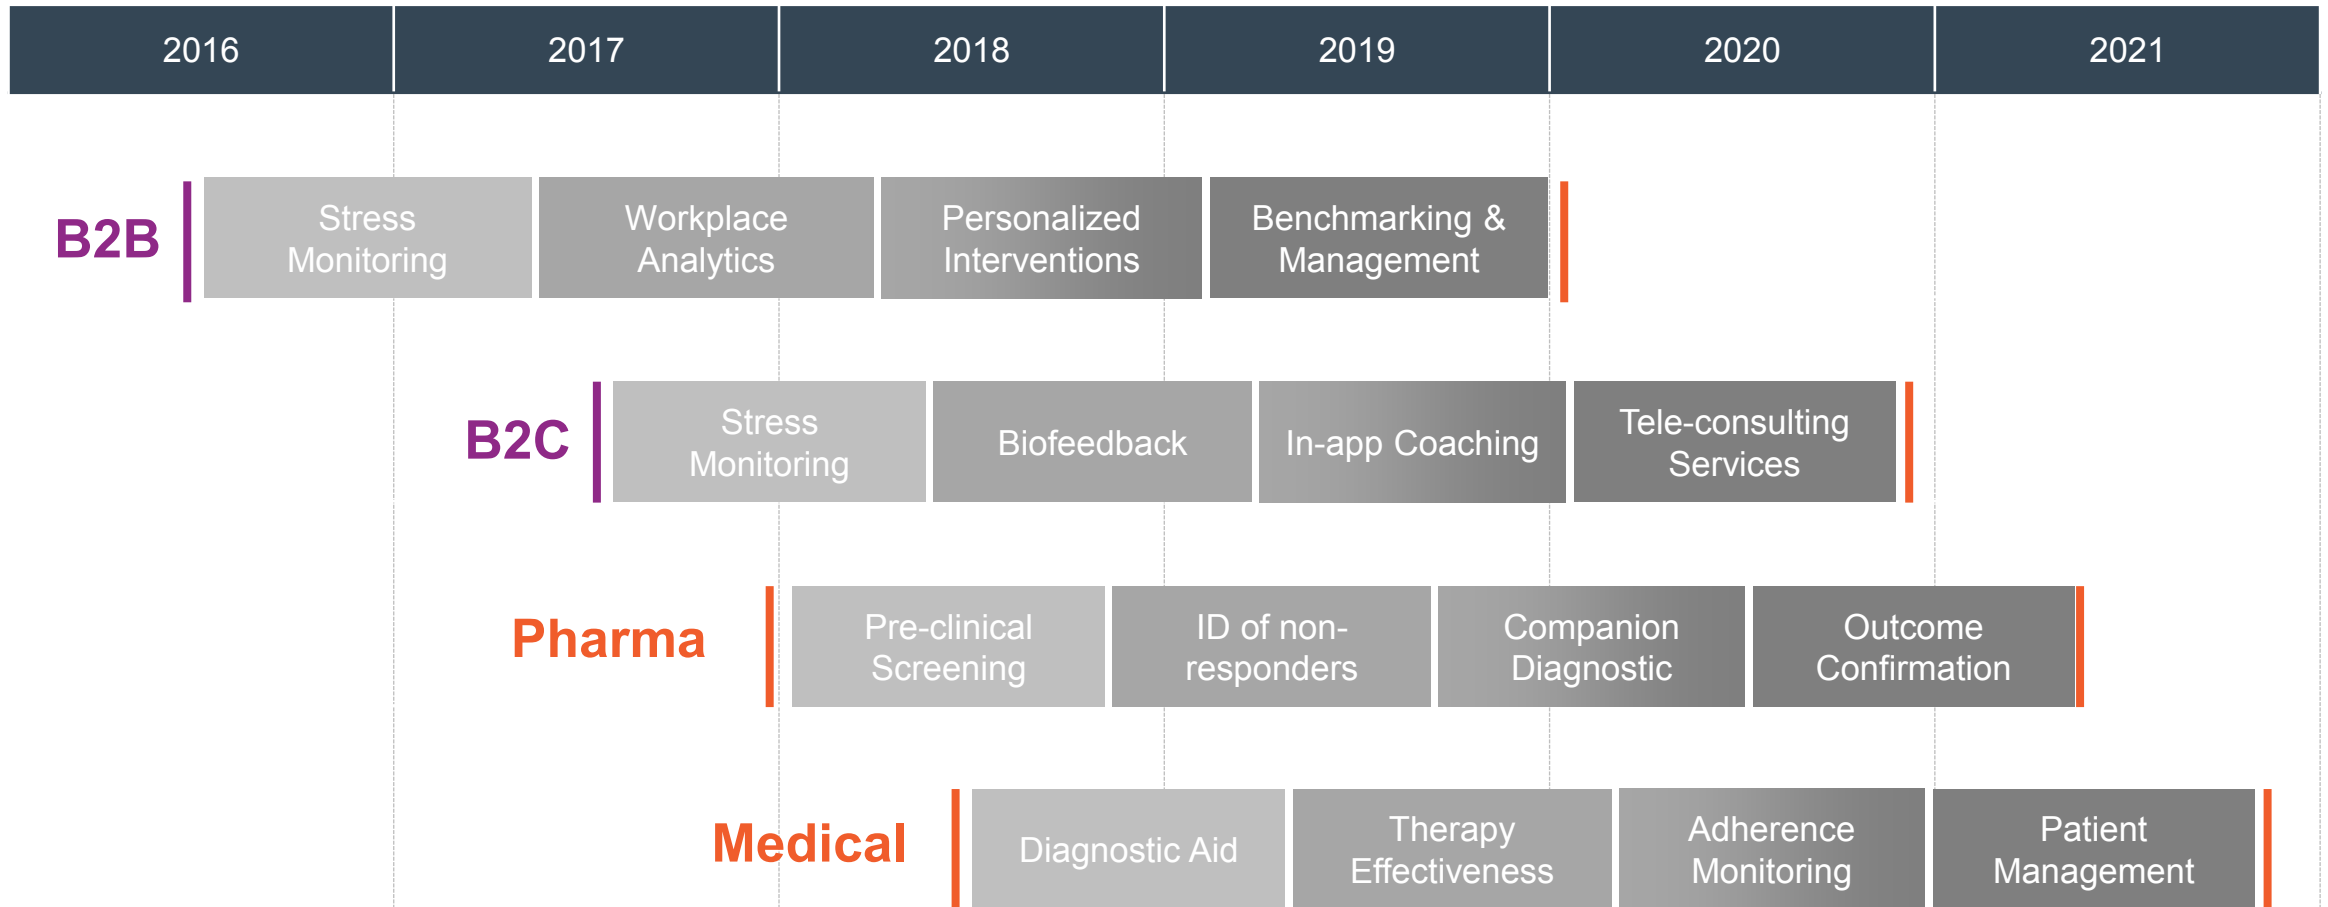 2016
2017
2018
2019
2020
2021
B2B
Stress
Monitoring
Workplace
Analytics
Personalized
Interventions
Benchmarking &
Management
B2C
Stress
Monitoring
Biofeedback
In-app Coaching
Tele-consulting
Services
Pharma
Pre-clinical
Screening
ID of non-
responders
Companion
Diagnostic
Outcome
Confirmation
Medical
Diagnostic Aid
Therapy
Effectiveness
Adherence
Monitoring
Patient
Management